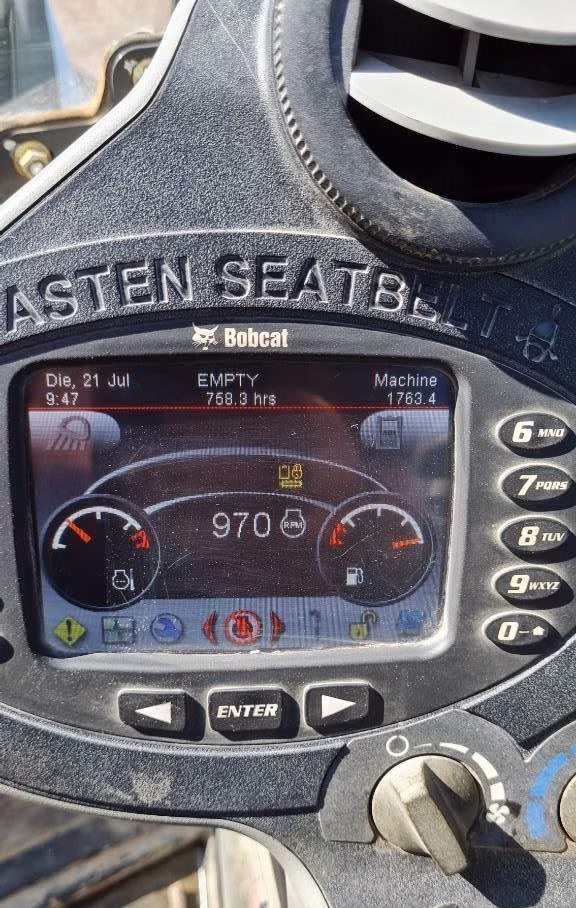 ASTEN SEATBELT
Bobcat
Die, 21 Jul EMPTY Machine
9:47 758.3 hrs 1763.4
970 RPM
6 MNO
7 PQRS
8 TUV
9 WXYZ
0
ENTER